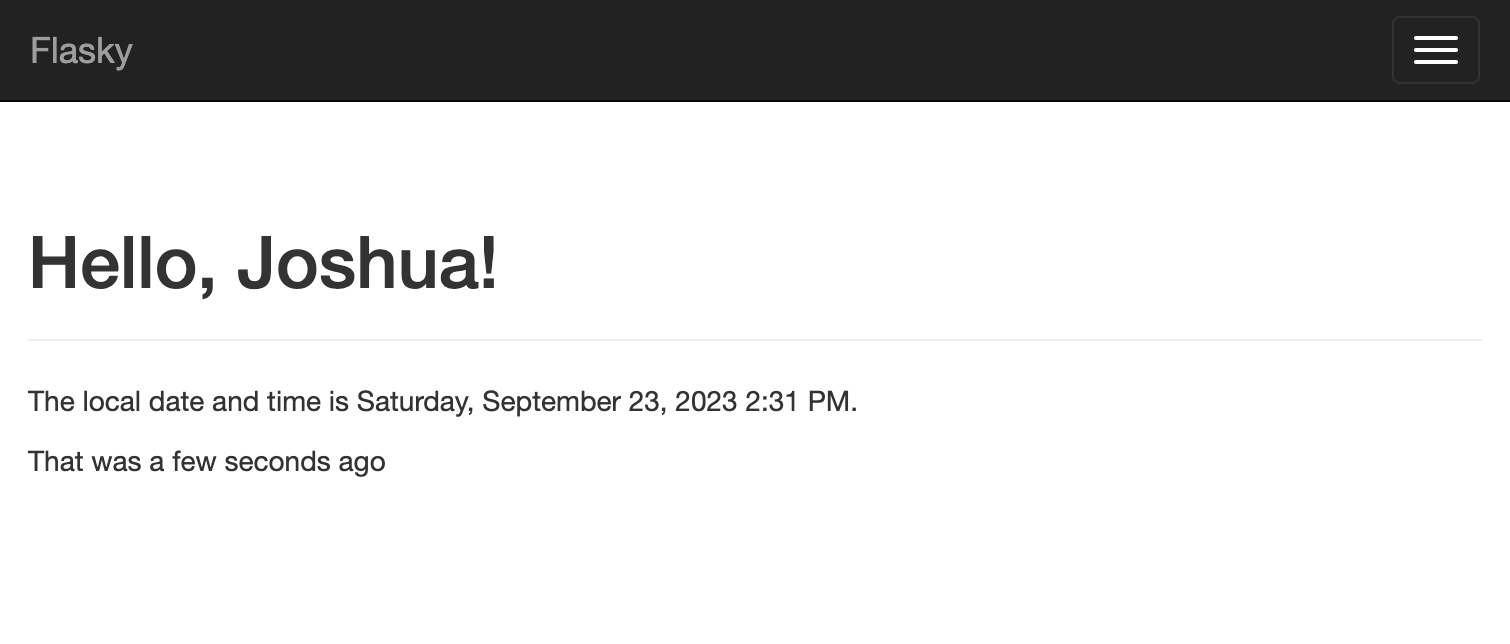 Flasky
Hello, Joshua!
The local date and time is Saturday, September 23, 2023 2:31 PM.
That was a few seconds ago